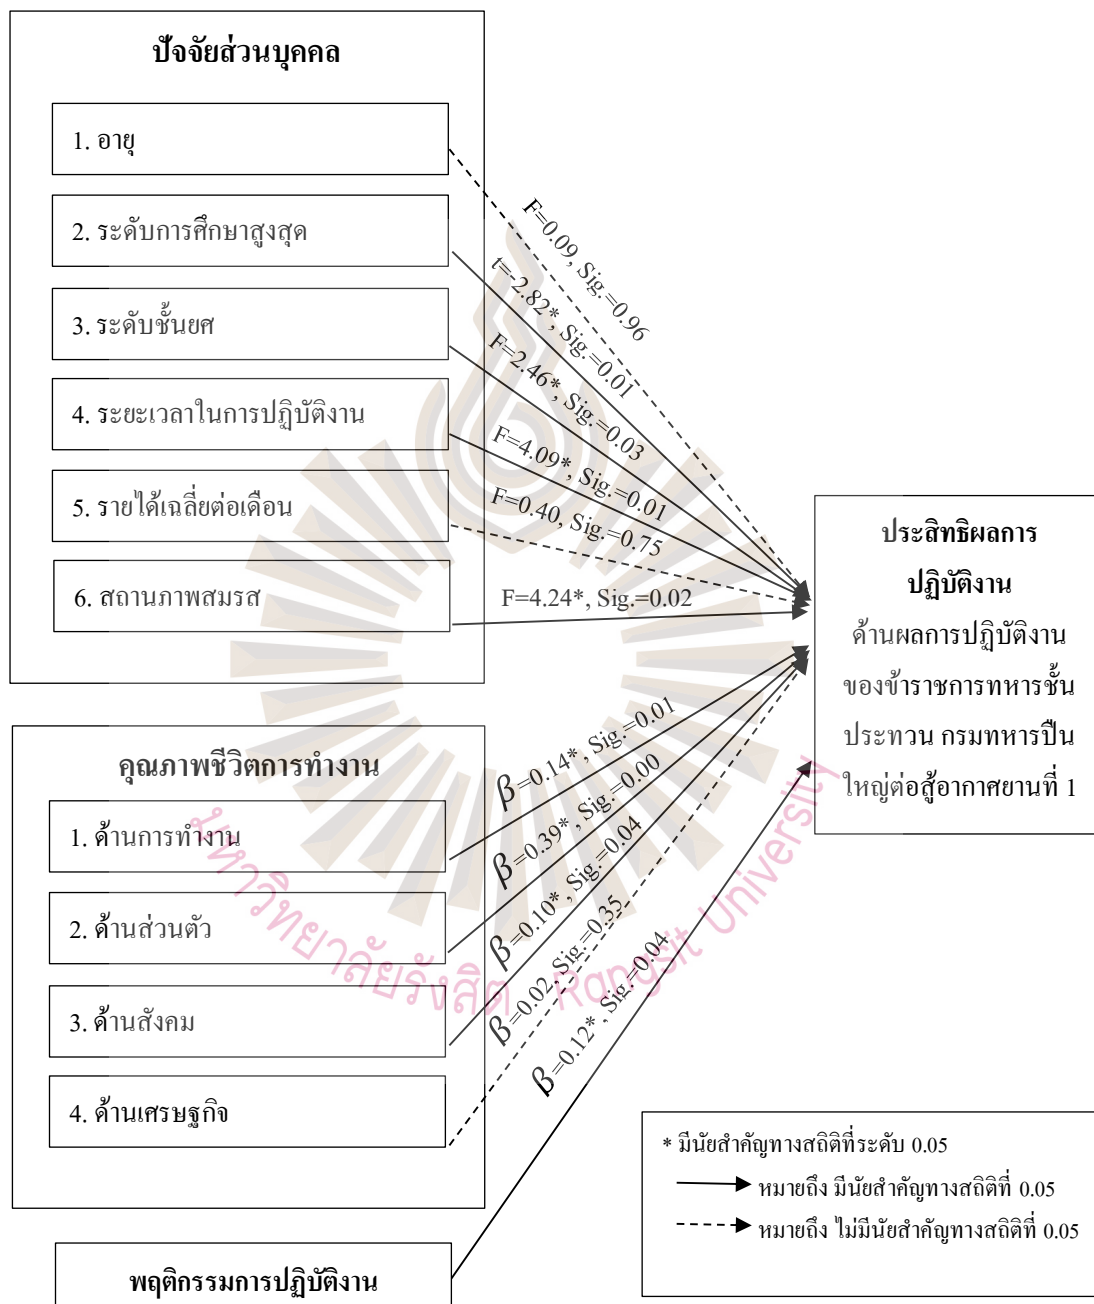 ปัจจัยส่วนบุคคล
1. อายุ
2. ระดับการศึกษาสูงสุด
3. ระดับชั้นยศ
4. ระยะเวลาในการปฏิบัติงาน
5. รายได้เฉลี่ยต่อเดือน
6. สถานภาพสมรส
F=0.09, Sig.=0.96
t=-2.82*, Sig.=0.01
F=2.46*, Sig.=0.03
F=4.09*, Sig.=0.01
F=0.40, Sig.=0.75
F=4.24*, Sig.=0.02
ประสิทธิผลการ
ปฏิบัติงาน
ด้านผลการปฏิบัติงาน
ของข้าราชการทหารชั้น
ประทวน กรมทหารปืน
ใหญ่ต่อสู้อากาศยานที่ 1
คุณภาพชีวิตการทำงาน
1. ด้านการทำงาน
2. ด้านส่วนตัว
3. ด้านสังคม
4. ด้านเศรษฐกิจ
β=0.14*, Sig.=0.01
β=0.39*, Sig.=0.00
β=0.10*, Sig.=0.04
β=0.02, Sig.=0.35
β=0.12*, Sig.=0.04
มหาวิทยาลัยรังสิต Rangsit University
* มีนัยสำคัญทางสถิติที่ระดับ 0.05
หมายถึง มีนัยสำคัญทางสถิติที่ 0.05
หมายถึง ไม่มีนัยสำคัญทางสถิติที่ 0.05
พฤติกรรมการปฏิบัติงาน